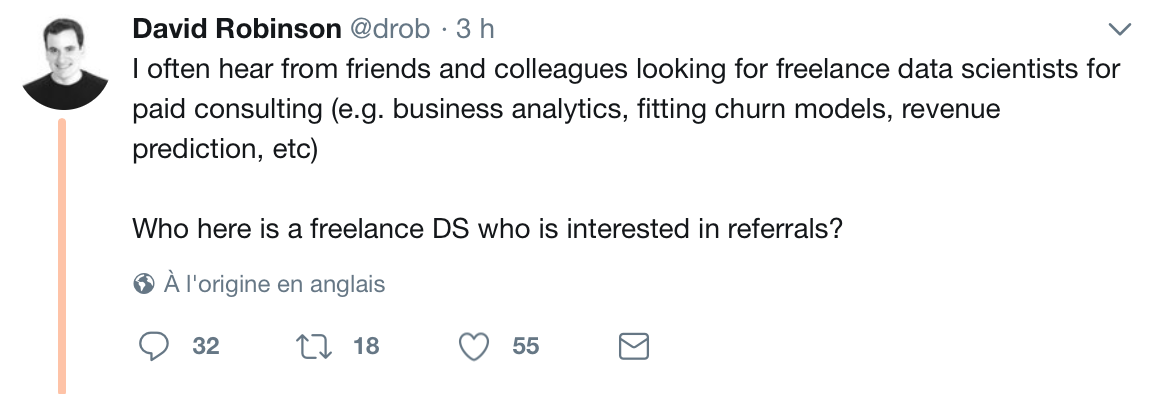 David Robinson @drob · 3 h
I often hear from friends and colleagues looking for freelance data scientists for
paid consulting (e.g. business analytics, fitting churn models, revenue
prediction, etc)
Who here is a freelance DS who is interested in referrals?
À l'origine en anglais
32 18 55